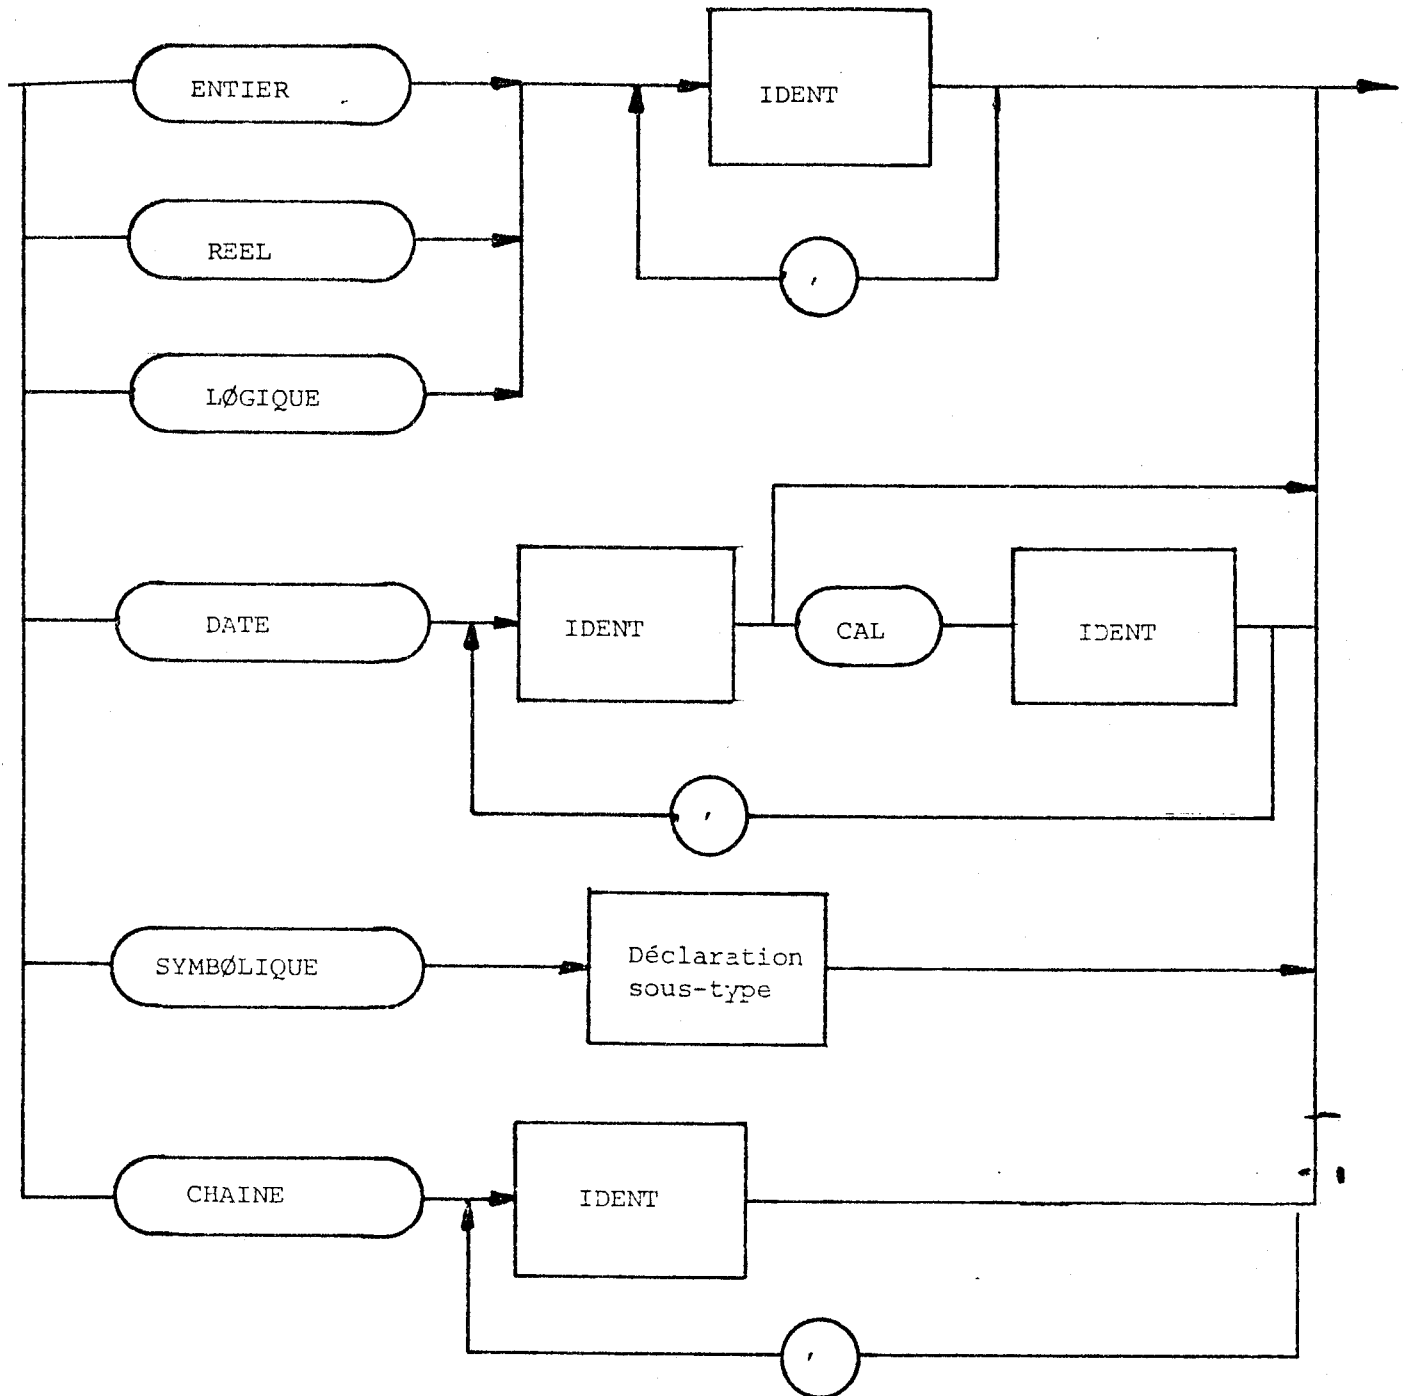 ENTIER
IDENT
,
REEL
LØGIQUE
DATE
IDENT
CAL
IDENT
,
SYMBØLIQUE
Déclaration
sous-type
CHAINE
IDENT
,